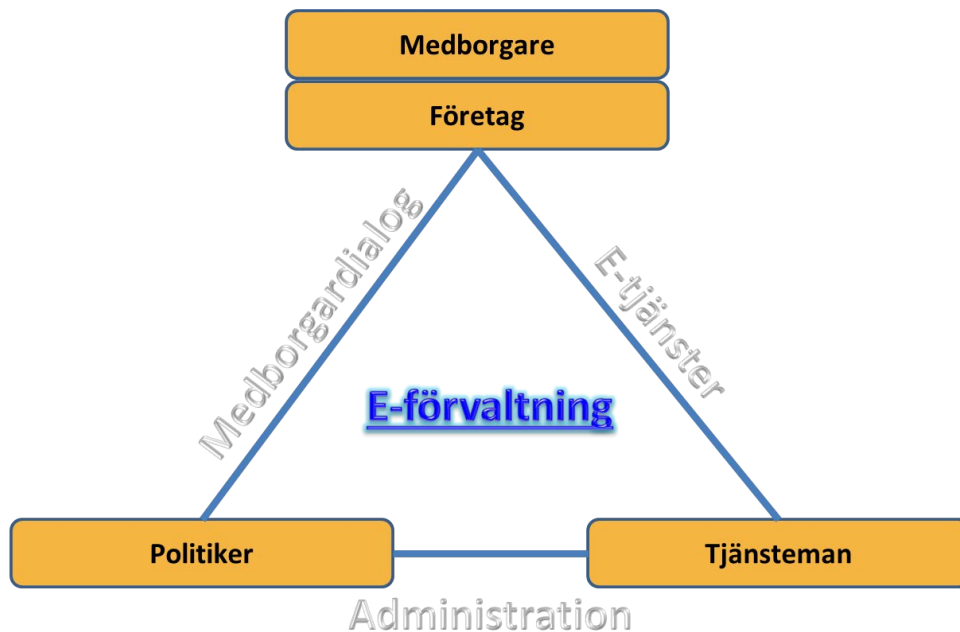 Medborgare
Företag
Medborgardialog
E-tjänster
E-förvaltning
Politiker
Tjänsteman
Administration